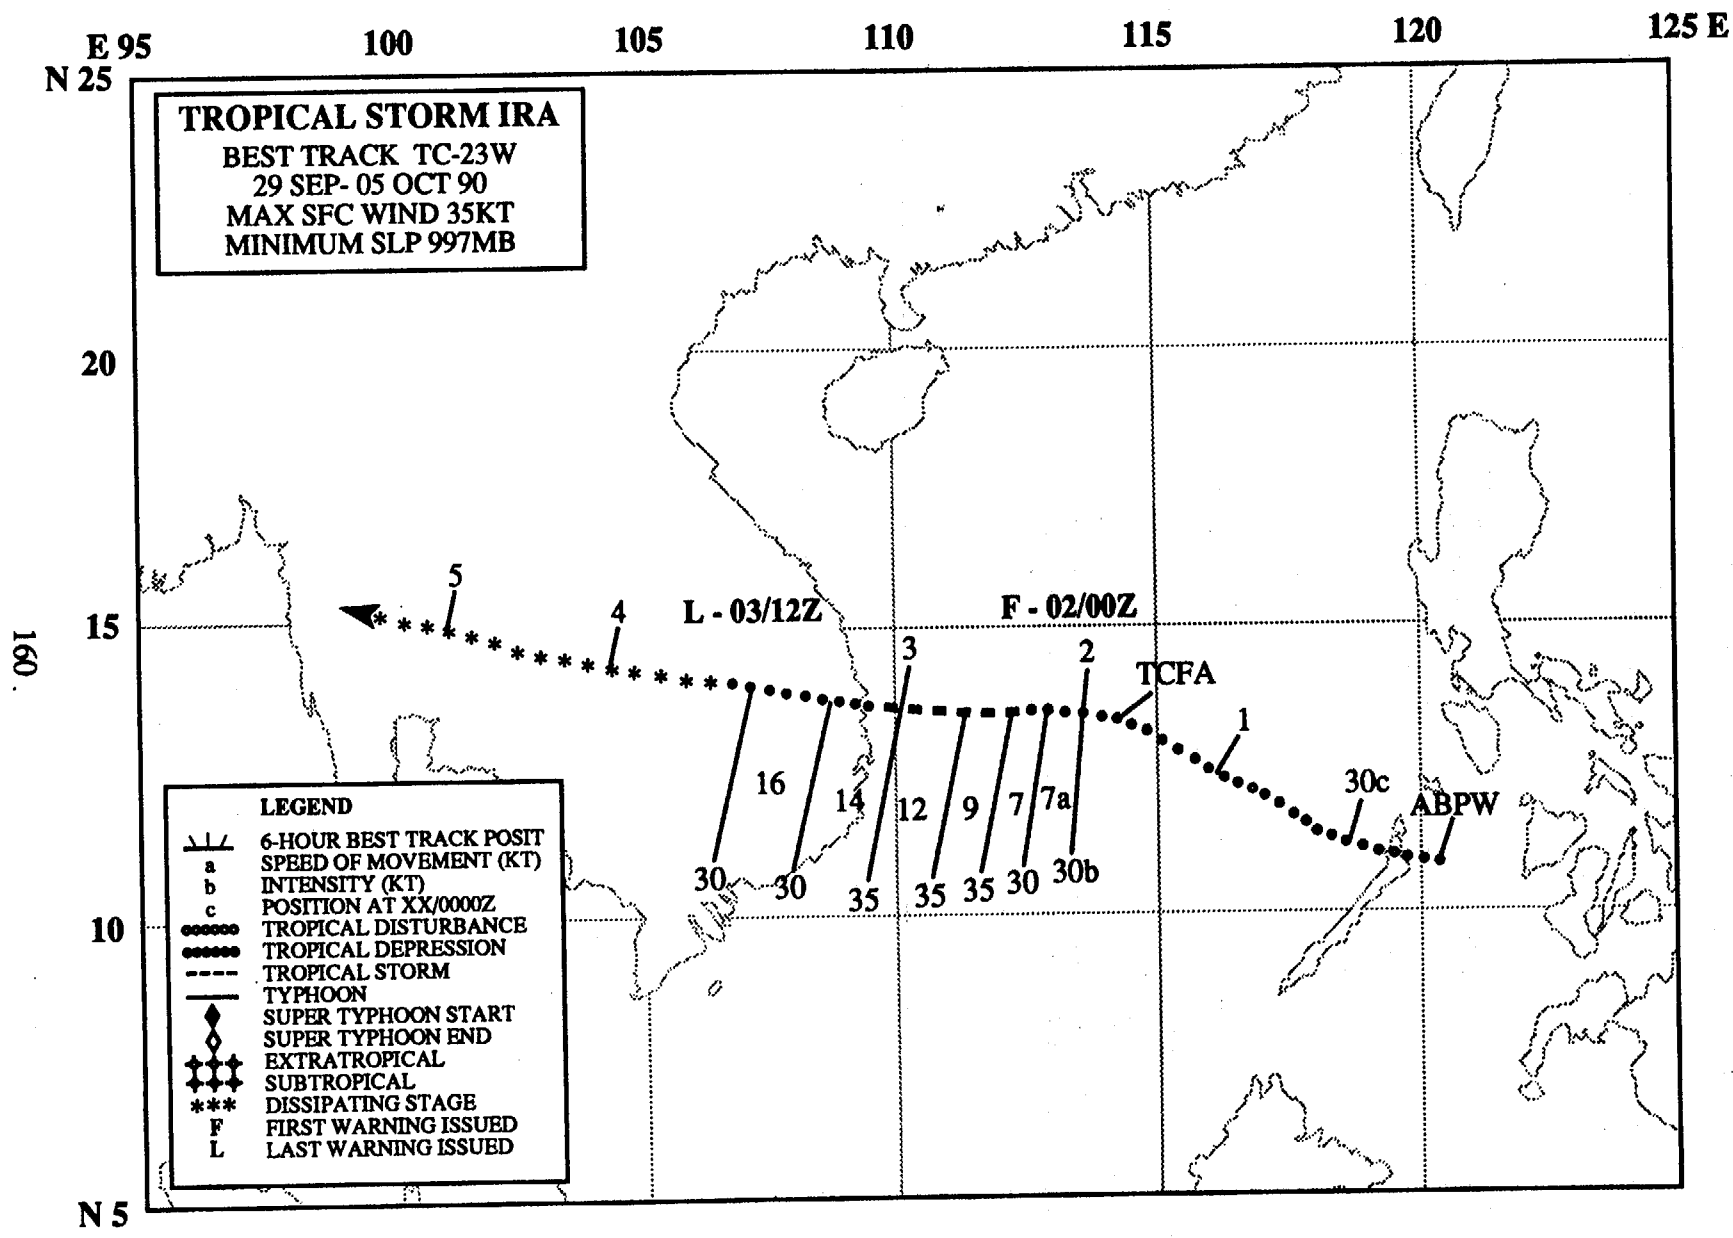 E 95 100 105 110 115 120 125 E
N 25
TROPICAL STORM IRA
BEST TRACK TC-23W
29 SEP- 05 OCT 90
MAX SFC WIND 35KT
MINIMUM SLP 997MB
20
5
4
L - 03/12Z
F - 02/00Z
15
3
2
TCFA
1
30c
ABPW
16
14
12
9
7
7a
30
30
35
35
35
30
30b
160.
10
LEGEND
6-HOUR BEST TRACK POSIT
a SPEED OF MOVEMENT (KT)
b INTENSITY (KT)
c POSITION AT XX/0000Z
TROPICAL DISTURBANCE
TROPICAL DEPRESSION
TROPICAL STORM
TYPHOON
SUPER TYPHOON START
SUPER TYPHOON END
EXTRATROPICAL
SUBTROPICAL
*** DISSIPATING STAGE
F FIRST WARNING ISSUED
L LAST WARNING ISSUED
N 5